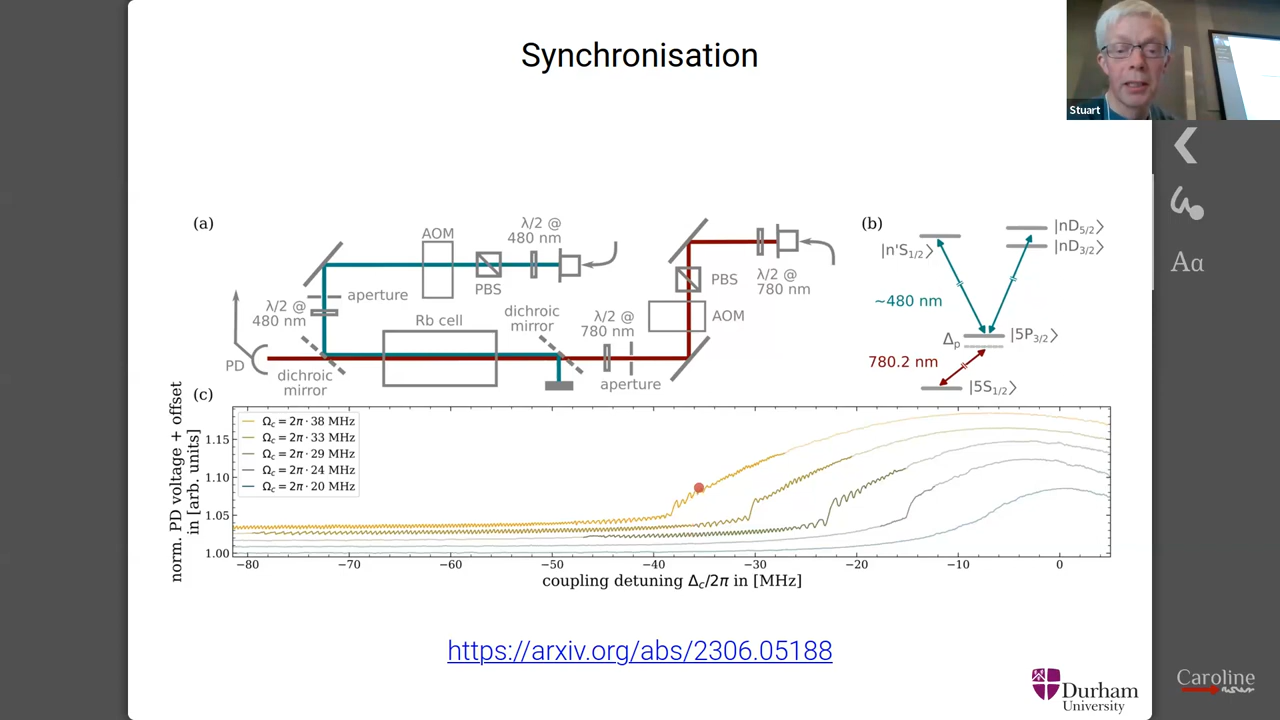 Synchronisation
Stuart
(a)
AOM
λ/2 @
480 nm
PBS
aperture
λ/2 @
480 nm
Rb cell
dichroic
mirror
λ/2 @
780 nm
PBS
λ/2 @
780 nm
AOM
aperture
PD
dichroic
mirror
(b)
|n'S1/2⟩
|nD5/2⟩
|nD3/2⟩
~480 nm
Δp
|5P3/2⟩
780.2 nm
|5S1/2⟩
(c)
norm. PD voltage + offset
in [arb. units]
1.15
1.10
1.05
1.00
Ωc = 2π · 38 MHz
Ωc = 2π · 33 MHz
Ωc = 2π · 29 MHz
Ωc = 2π · 24 MHz
Ωc = 2π · 20 MHz
−80 −70 −60 −50 −40 −30 −20 −10 0
coupling detuning Δc/2π in [MHz]
https://arxiv.org/abs/2306.05188
Durham
University
Aα
Caroline